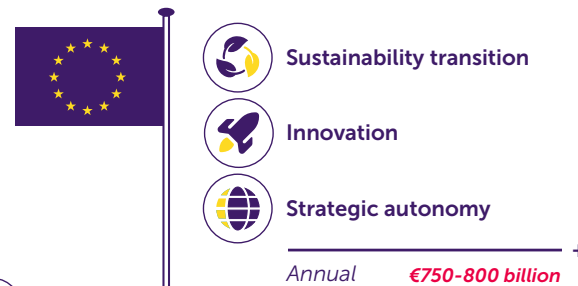 Sustainability transition
Innovation
Strategic autonomy
+
Annual €750-800 billion